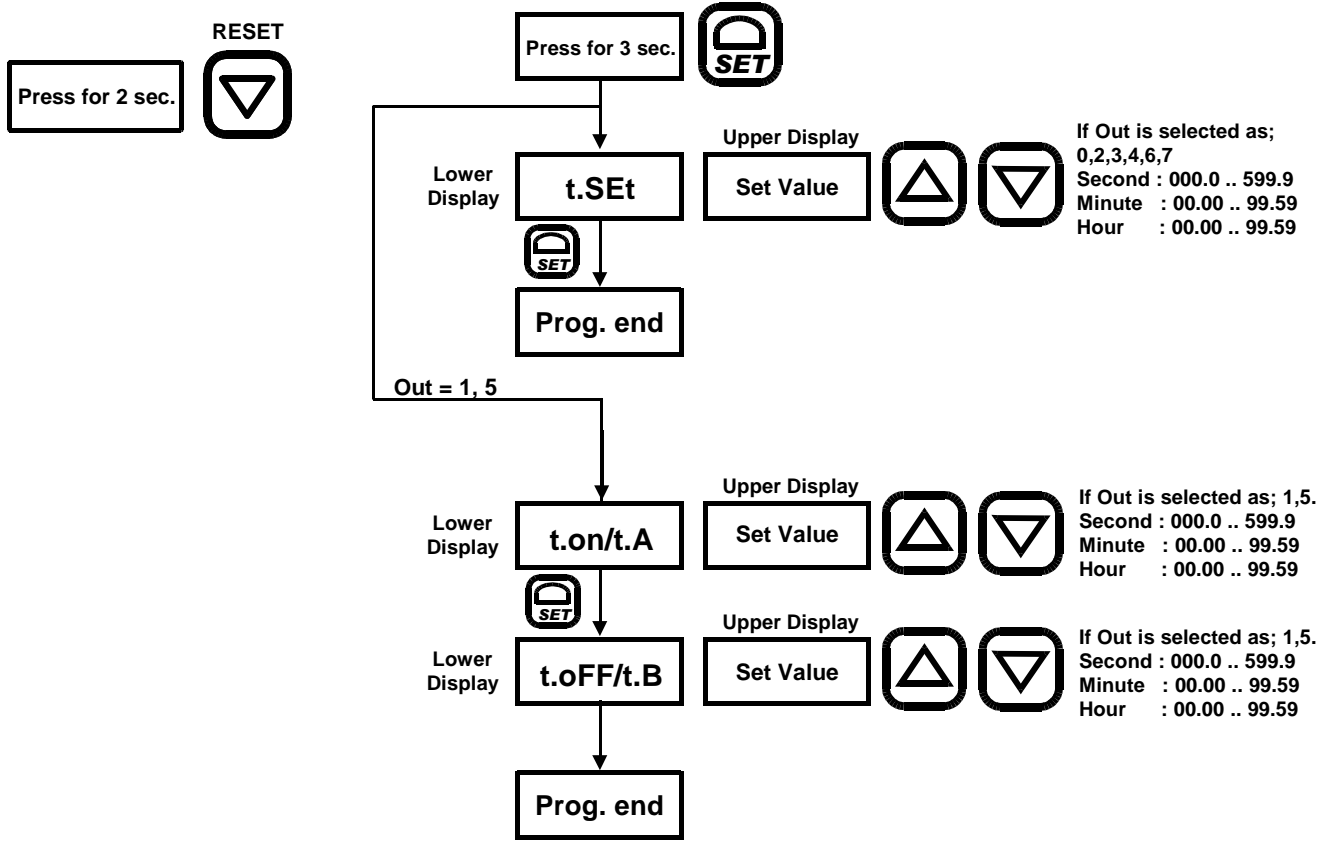 RESET
Press for 2 sec.
Press for 3 sec.
SET
Lower
Display
t.SEt
Upper Display
Set Value
If Out is selected as;
0,2,3,4,6,7
Second : 000.0 .. 599.9
Minute : 00.00 .. 99.59
Hour : 00.00 .. 99.59
SET
Prog. end
Out = 1, 5
Lower
Display
t.on/t.A
Upper Display
Set Value
If Out is selected as; 1,5.
Second : 000.0 .. 599.9
Minute : 00.00 .. 99.59
Hour : 00.00 .. 99.59
SET
Lower
Display
t.oFF/t.B
Upper Display
Set Value
If Out is selected as; 1,5.
Second : 000.0 .. 599.9
Minute : 00.00 .. 99.59
Hour : 00.00 .. 99.59
Prog. end